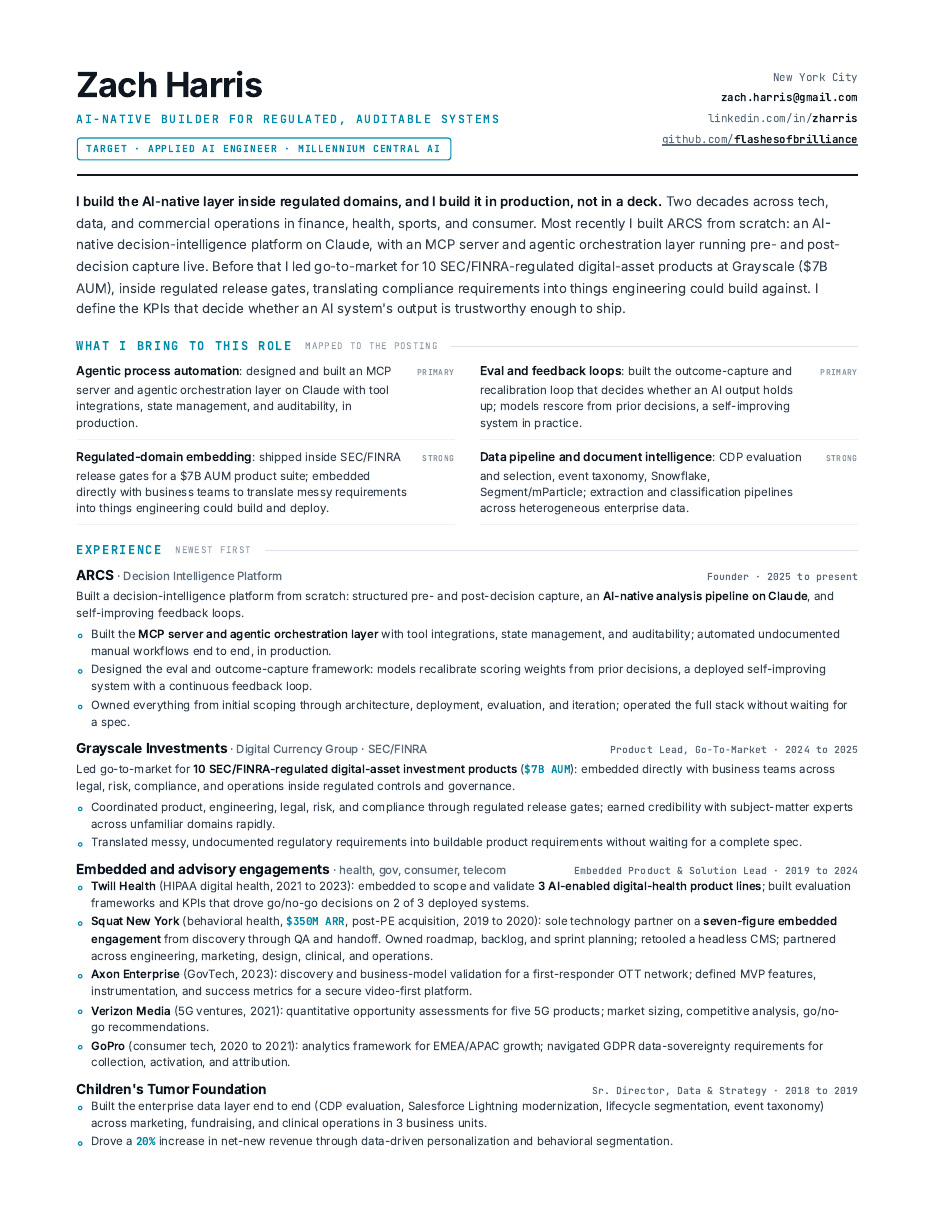 Zach Harris
AI-NATIVE BUILDER FOR REGULATED, AUDITABLE SYSTEMS
TARGET · APPLIED AI ENGINEER · MILLENNIUM CENTRAL AI
New York City
zach.harris@gmail.com
linkedin.com/in/zharris
github.com/flashesofbrilliance
I build the AI-native layer inside regulated domains, and I build it in production, not in a deck. Two decades across tech,
data, and commercial operations in finance, health, sports, and consumer. Most recently I built ARCS from scratch: an AI-
native decision-intelligence platform on Claude, with an MCP server and agentic orchestration layer running pre- and post-
decision capture live. Before that I led go-to-market for 10 SEC/FINRA-regulated digital-asset products at Grayscale ($7B
AUM), inside regulated release gates, translating compliance requirements into things engineering could build against. I
define the KPIs that decide whether an AI system's output is trustworthy enough to ship.
WHAT I BRING TO THIS ROLE MAPPED TO THE POSTING
Agentic process automation: designed and built an MCP PRIMARY
server and agentic orchestration layer on Claude with tool
integrations, state management, and auditability, in
production.
Eval and feedback loops: built the outcome-capture and PRIMARY
recalibration loop that decides whether an AI output holds
up; models rescore from prior decisions, a self-improving
system in practice.
Regulated-domain embedding: shipped inside SEC/FINRA STRONG
release gates for a $7B AUM product suite; embedded
directly with business teams to translate messy requirements
into things engineering could build and deploy.
Data pipeline and document intelligence: CDP evaluation STRONG
and selection, event taxonomy, Snowflake,
Segment/mParticle; extraction and classification pipelines
across heterogeneous enterprise data.
EXPERIENCE NEWEST FIRST
ARCS · Decision Intelligence Platform Founder · 2025 to present
Built a decision-intelligence platform from scratch: structured pre- and post-decision capture, an AI-native analysis pipeline on Claude, and
self-improving feedback loops.
Built the MCP server and agentic orchestration layer with tool integrations, state management, and auditability; automated undocumented
manual workflows end to end, in production.
Designed the eval and outcome-capture framework: models recalibrate scoring weights from prior decisions, a deployed self-improving
system with a continuous feedback loop.
Owned everything from initial scoping through architecture, deployment, evaluation, and iteration; operated the full stack without waiting for
a spec.
Grayscale Investments · Digital Currency Group · SEC/FINRA Product Lead, Go-To-Market · 2024 to 2025
Led go-to-market for 10 SEC/FINRA-regulated digital-asset investment products ($7B AUM): embedded directly with business teams across
legal, risk, compliance, and operations inside regulated controls and governance.
Coordinated product, engineering, legal, risk, and compliance through regulated release gates; earned credibility with subject-matter experts
across unfamiliar domains rapidly.
Translated messy, undocumented regulatory requirements into buildable product requirements without waiting for a complete spec.
Embedded and advisory engagements · health, gov, consumer, telecom Embedded Product & Solution Lead · 2019 to 2024
Twill Health (HIPAA digital health, 2021 to 2023): embedded to scope and validate 3 AI-enabled digital-health product lines; built evaluation
frameworks and KPIs that drove go/no-go decisions on 2 of 3 deployed systems.
Squat New York (behavioral health, $350M ARR, post-PE acquisition, 2019 to 2020): sole technology partner on a seven-figure embedded
engagement from discovery through QA and handoff. Owned roadmap, backlog, and sprint planning; retooled a headless CMS; partnered
across engineering, marketing, design, clinical, and operations.
Axon Enterprise (GovTech, 2023): discovery and business-model validation for a first-responder OTT network; defined MVP features,
instrumentation, and success metrics for a secure video-first platform.
Verizon Media (5G ventures, 2021): quantitative opportunity assessments for five 5G products; market sizing, competitive analysis, go/no-
go recommendations.
GoPro (consumer tech, 2020 to 2021): analytics framework for EMEA/APAC growth; navigated GDPR data-sovereignty requirements for
collection, activation, and attribution.
Children's Tumor Foundation Sr. Director, Data & Strategy · 2018 to 2019
Built the enterprise data layer end to end (CDP evaluation, Salesforce Lightning modernization, lifecycle segmentation, event taxonomy)
across marketing, fundraising, and clinical operations in 3 business units.
Drove a 20% increase in net-new revenue through data-driven personalization and behavioral segmentation.